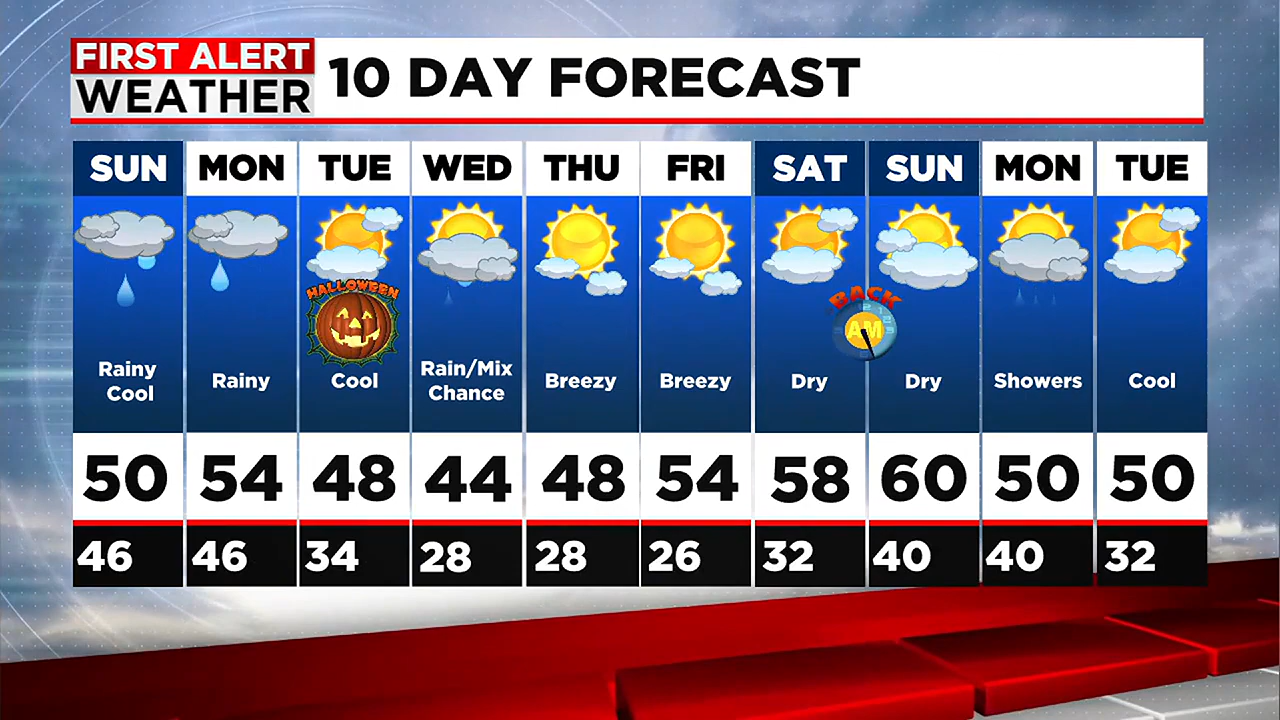 FIRST ALERT
WEATHER
10 DAY FORECAST
SUN MON TUE WED THU FRI SAT SUN MON TUE
HALLOWEEN
BACK
AM
Rainy
Cool
Rainy
Cool
Rain/Mix
Chance
Breezy
Breezy
Dry
Dry
Showers
Cool
50 54 48 44 48 54 58 60 50 50
46 46 34 28 28 26 32 40 40 32